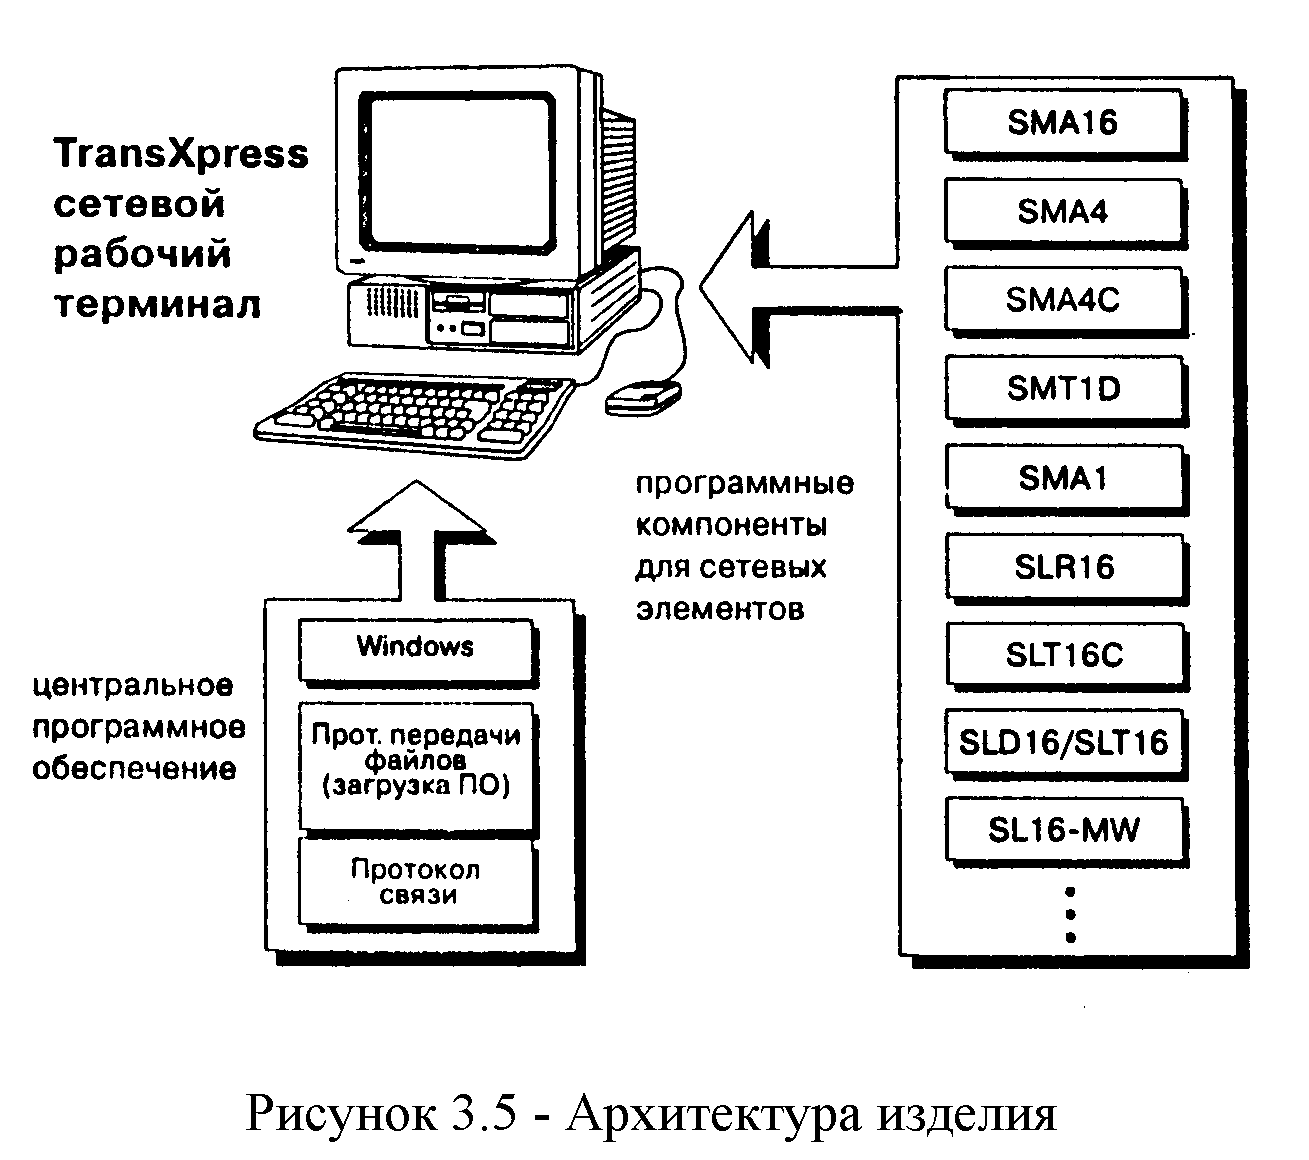 TransXpress
сетевой
рабочий
терминал
SMA16
SMA4
SMA4C
SMT1D
SMA1
SLR16
SLT16C
SLD16/SLT16
SL16-MW
программные
компоненты
для сетевых
элементов
центральное
программное
обеспечение
Windows
Прот. передачи
файлов
(загрузка ПО)
Протокол
связи
Рисунок 3.5 - Архитектура изделия